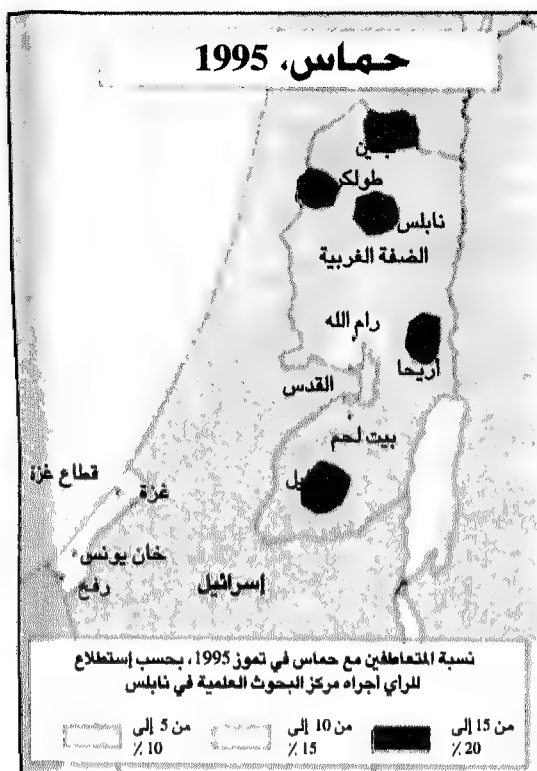 حماس، 1995
طولكر
نابلس
الضفة الغربية
رام الله
أريحا
القدس
بيت لحم
قطاع غزة
غزة
خان يونس
رفح
إسرائيل
نسبة المتعاطفين مع حماس في تموز 1995، بحسب إستطلاع
للرأي أجراه مركز البحوث العلمية في نابلس
من 15 إلى
20 ٪
من 10 إلى
15 ٪
من 5 إلى
10 ٪